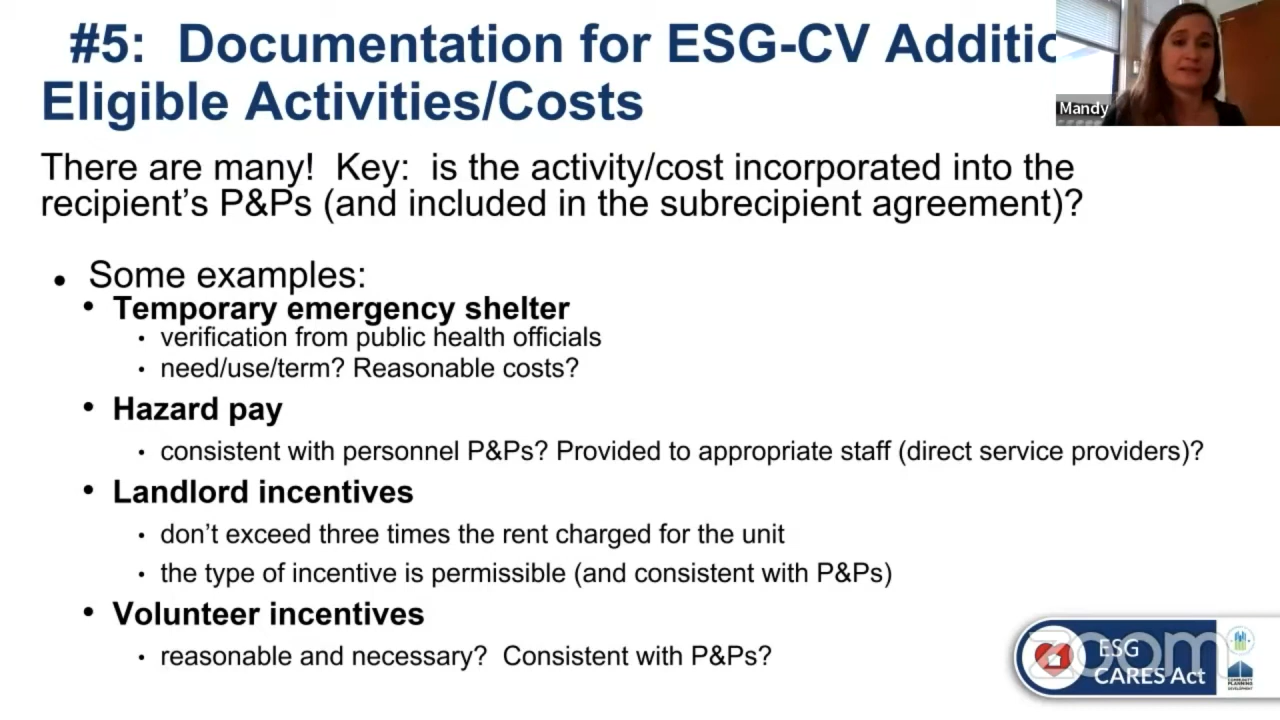 #5:  Documentation for ESG-CV Additio
Eligible Activities/Costs
Mandy
There are many!  Key:  is the activity/cost incorporated into the
recipient’s P&Ps (and included in the subrecipient agreement)?
• Some examples:
• Temporary emergency shelter
• verification from public health officials
• need/use/term? Reasonable costs?
• Hazard pay
• consistent with personnel P&Ps? Provided to appropriate staff (direct service providers)?
• Landlord incentives
• don’t exceed three times the rent charged for the unit
• the type of incentive is permissible (and consistent with P&Ps)
• Volunteer incentives
• reasonable and necessary?  Consistent with P&Ps?
zoom
ESG
CARES Act
COMMUNITY
PLANNING
DEVELOPMENT